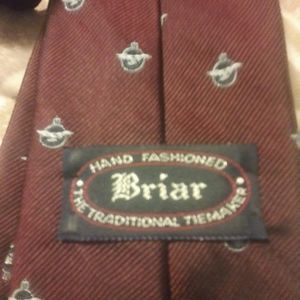 HAND FASHIONED
Briar
• THE TRADITIONAL TIEMAKER •